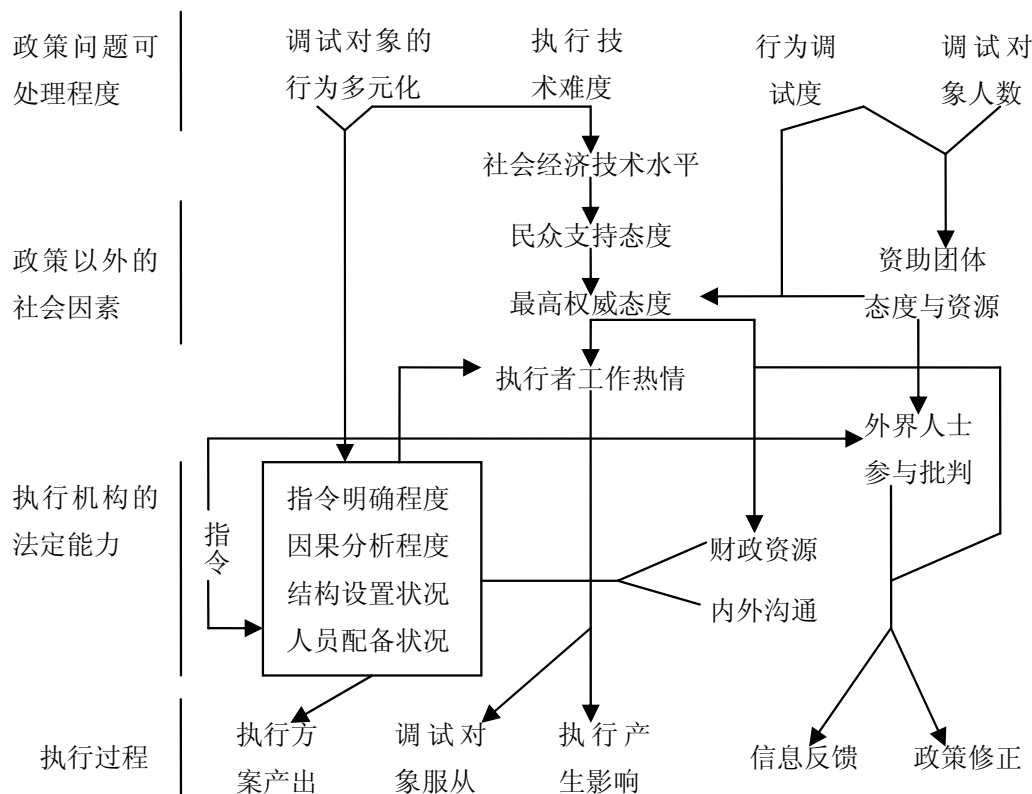 政策问题可
处理程度
调试对象的
行为多元化
执行技
术难度
行为调
试度
调试对
象人数
社会经济技术水平
政策以外的
社会因素
民众支持态度
最高权威态度
资助团体
态度与资源
执行者工作热情
外界人士
参与批判
执行机构的
法定能力
指令
指令明确程度
因果分析程度
结构设置状况
人员配备状况
财政资源
内外沟通
执行过程
执行方
案产出
调试对
象服从
执行产
生影响
信息反馈
政策修正